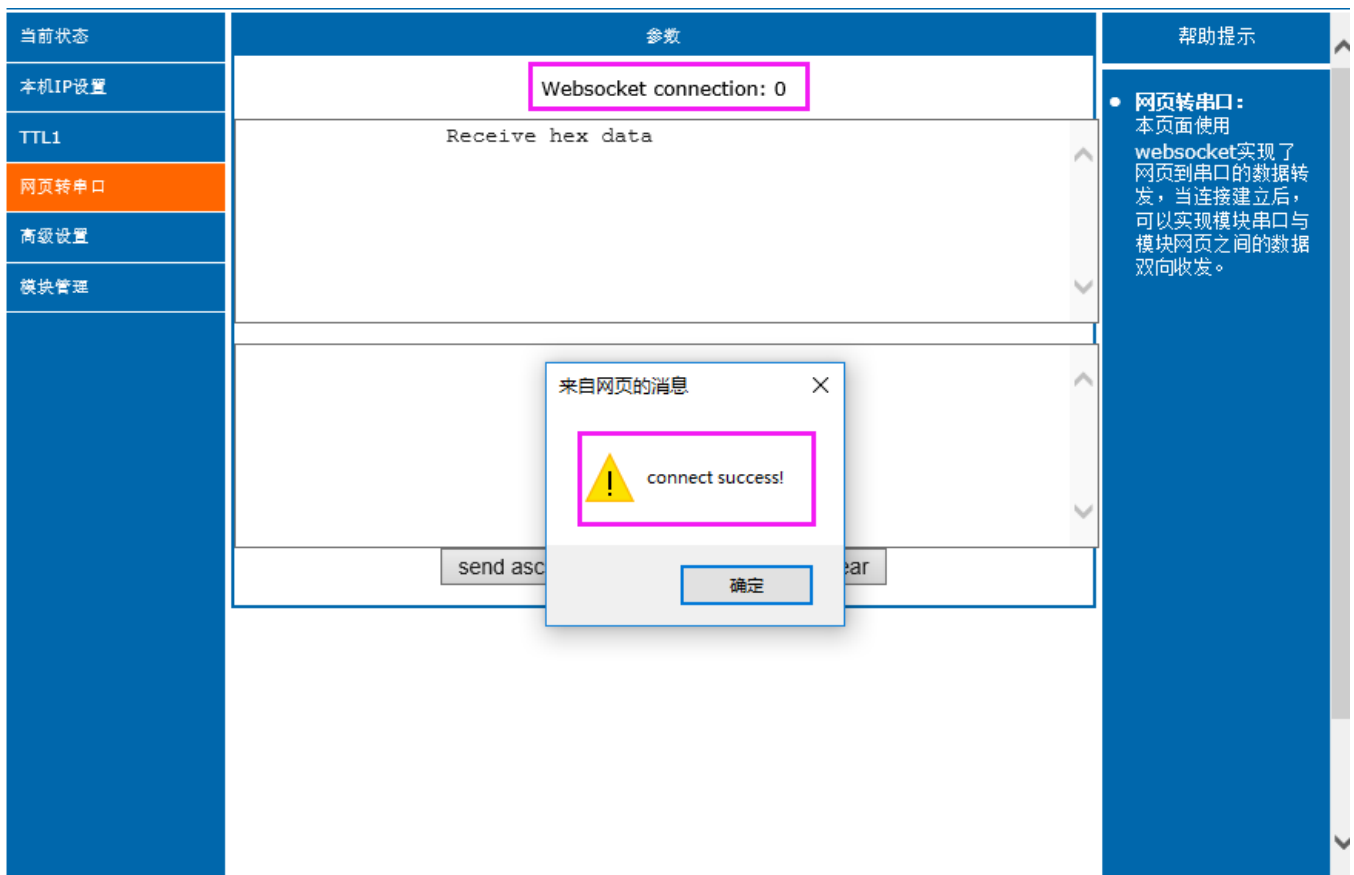 当前状态
本机IP设置
TTL1
网页转串口
高级设置
模块管理
参数
Websocket connection: 0
Receive hex data
来自网页的消息
connect success!
确定
send asc
ear
帮助提示
网页转串口：
本页面使用
websocket实现了
网页到串口的数据转
发，当连接建立后，
可以实现模块串口与
模块网页之间的数据
双向收发。